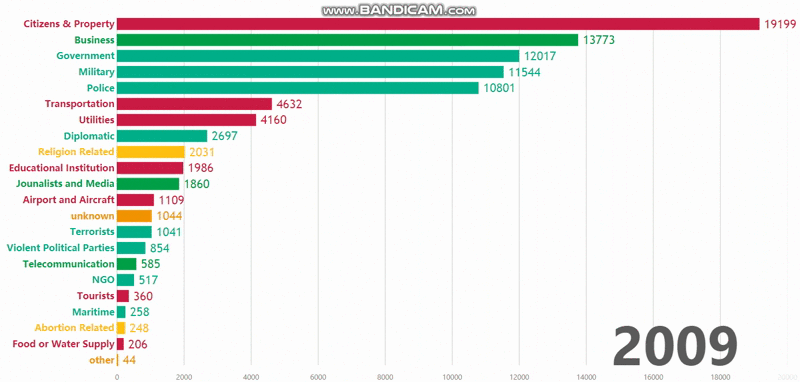 www.BANDICAM.com
Citizens & Property 19199
Business 13773
Government 12017
Military 11544
Police 10801
Transportation 4632
Utilities 4160
Diplomatic 2697
Religion Related 2031
Educational Institution 1986
Jounalists and Media 1860
Airport and Aircraft 1109
unknown 1044
Terrorists 1041
Violent Political Parties 854
Telecommunication 585
NGO 517
Tourists 360
Maritime 258
Abortion Related 248
Food or Water Supply 206
other 44
2009
0 2000 4000 6000 8000 10000 12000 14000 16000 18000 20000